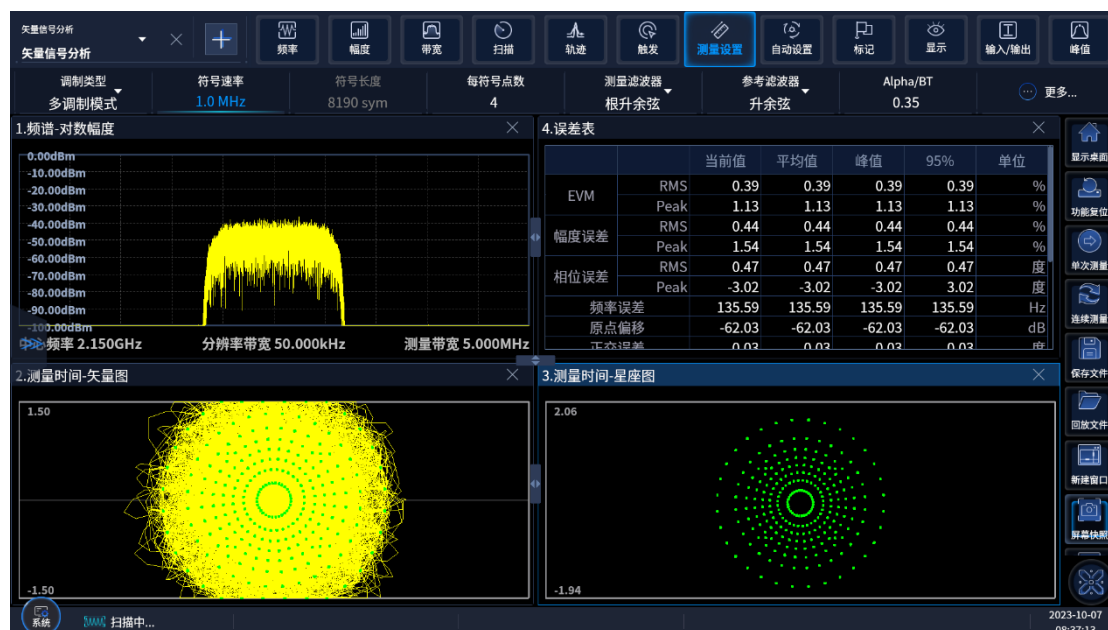 矢量信号分析
矢量信号分析
频率
幅度
带宽
扫描
轨迹
触发
测量设置
自动设置
标记
显示
输入/输出
峰值
调制类型
多调制模式
符号速率
1.0 MHz
符号长度
8190 sym
每符号点数
4
测量滤波器
根升余弦
参考滤波器
升余弦
Alpha/BT
0.35
更多...
1.频谱-对数幅度
0.00dBm
-10.00dBm
-20.00dBm
-30.00dBm
-40.00dBm
-50.00dBm
-60.00dBm
-70.00dBm
-80.00dBm
-90.00dBm
-100.00dBm
中心频率 2.150GHz 分辨率带宽 50.000kHz 测量带宽 5.000MHz
4.误差表
当前值 平均值 峰值 95% 单位
EVM RMS 0.39 0.39 0.39 0.39 %
Peak 1.13 1.13 1.13 1.13 %
幅度误差 RMS 0.44 0.44 0.44 0.44 %
Peak 1.54 1.54 1.54 1.54 %
相位误差 RMS 0.47 0.47 0.47 0.47 度
Peak -3.02 -3.02 -3.02 3.02 度
频率误差 135.59 135.59 135.59 135.59 Hz
原点偏移 -62.03 -62.03 -62.03 -62.03 dB
正交误差 0.03 0.03 0.03 0.03 度
2.测量时间-矢量图
1.50
-1.50
3.测量时间-星座图
2.06
-1.94
显示桌面
功能复位
单次测量
连续测量
保存文件
回放文件
新建窗口
屏幕快照
系统
扫描中...
2023-10-07
08:37:13